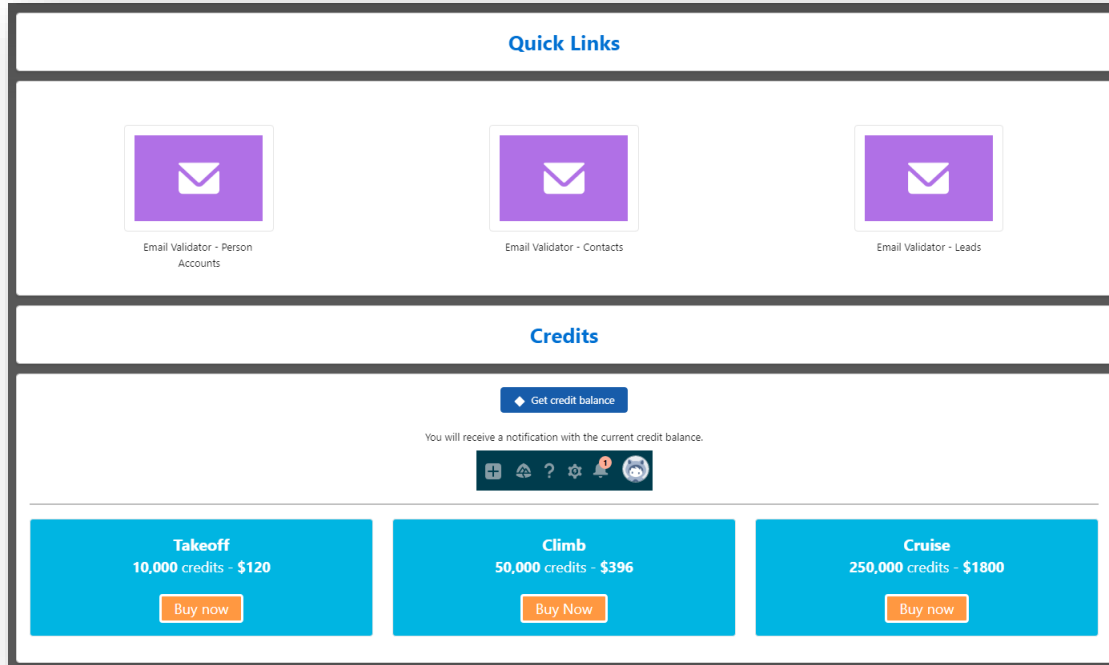 Quick Links
Email Validator - Person
Accounts
Email Validator - Contacts
Email Validator - Leads
Credits
Get credit balance
You will receive a notification with the current credit balance.
?
1
Takeoff
10,000 credits - $120
Buy now
Climb
50,000 credits - $396
Buy Now
Cruise
250,000 credits - $1800
Buy now